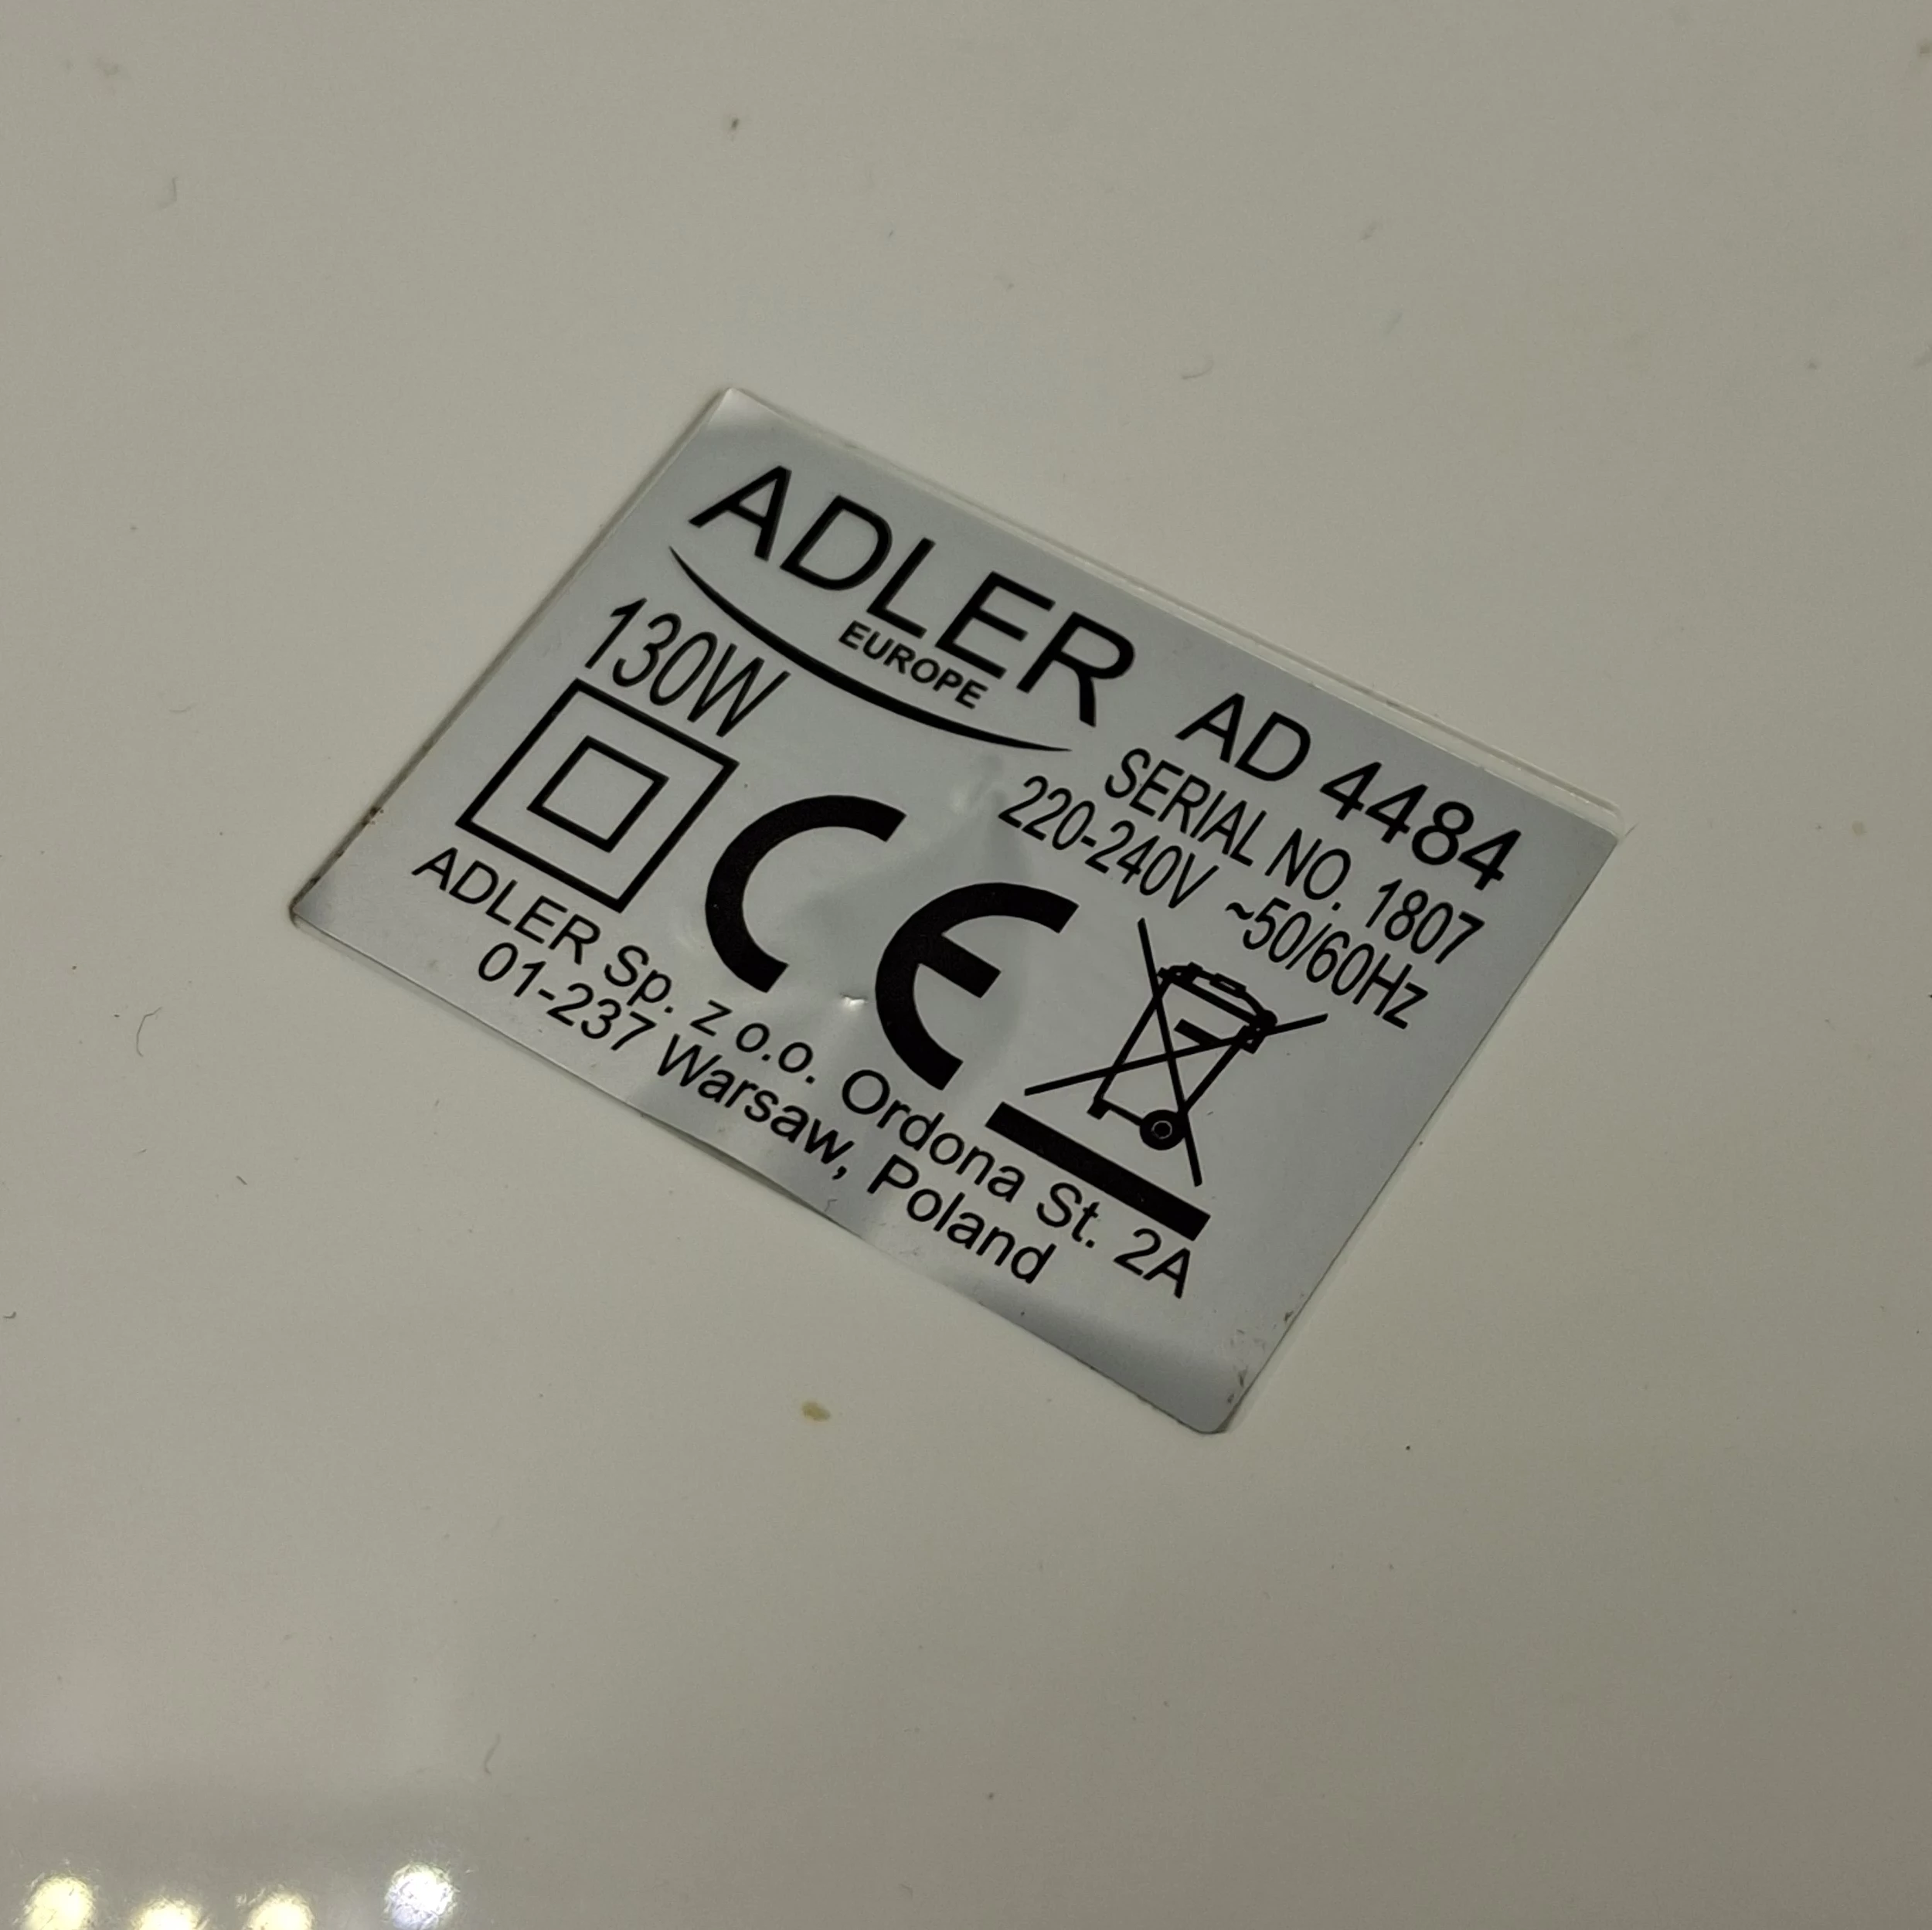 ADLER
EUROPE
AD 4484
130W
SERIAL NO. 1807
220-240V ~50/60Hz
CE
ADLER Sp. z o.o. Ordona St. 2A
01-237 Warsaw, Poland